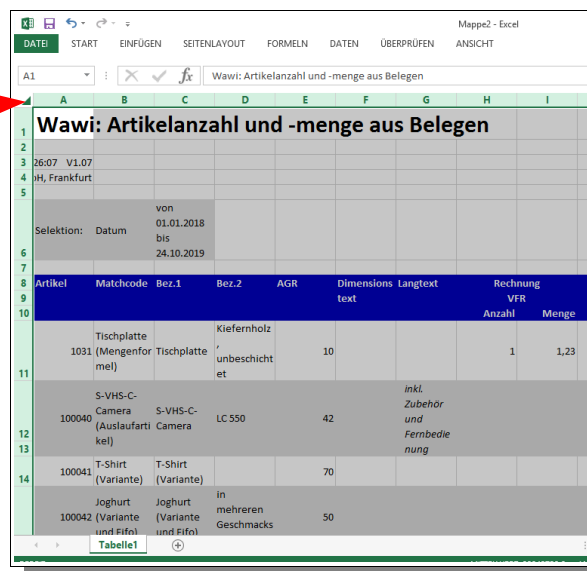 Mappe2 - Excel
DATEI START EINFÜGEN SEITENLAYOUT FORMELN DATEN ÜBERPRÜFEN ANSICHT
A1 fx Wawi: Artikelanzahl und -menge aus Belegen
A B C D E F G H I
1 Wawi: Artikelanzahl und -menge aus Belegen
2
3 26:07 V1.07
4 bH, Frankfurt
5
von
01.01.2018
Selektion: Datum bis
6 24.10.2019
7
8 Artikel Matchcode Bez.1 Bez.2 AGR Dimensions Langtext Rechnung
9 text VFR
10 Anzahl Menge
Kiefernholz
Tischplatte ,
1031 (Mengenfor Tischplatte unbeschicht 10 1 1,23
11 mel) et
inkl.
S-VHS-C- Zubehör
Camera S-VHS-C- und
100040 (Auslaufarti Camera LC 550 42 Fernbedie
12 kel) nung
13
T-Shirt T-Shirt
14 100041 (Variante) (Variante) 70
in
Joghurt Joghurt mehreren
100042 (Variante (Variante Geschmacks 50
und Fifo) und Fifo)
Tabelle1